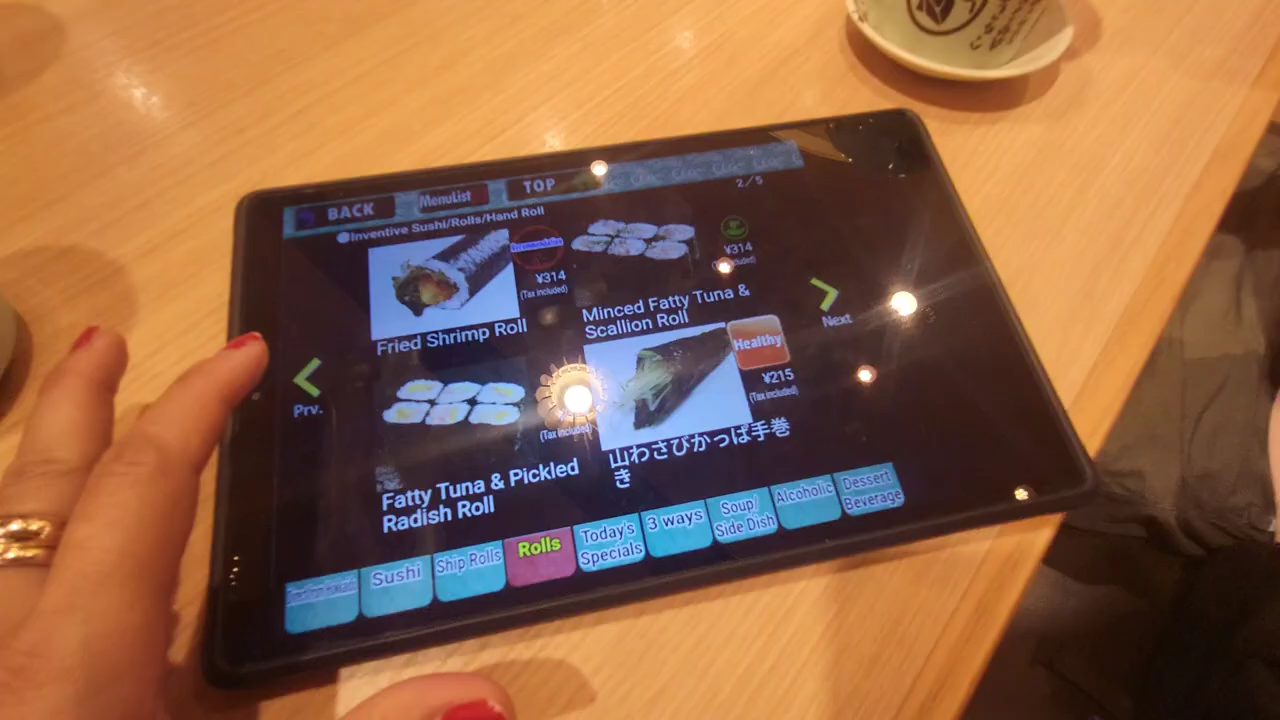 BACK
MenuList
TOP
2/5
Inventive Sushi/Rolls/Hand Roll
Recommendation
¥314
(Tax included)
Fried Shrimp Roll
¥314
Minced Fatty Tuna &
Scallion Roll
Prv.
Next
(Tax included)
Fatty Tuna & Pickled
Radish Roll
Healthy
¥215
(Tax included)
山わさびかっぱ手巻
き
Sushi
Ship Rolls
Rolls
Today's
Specials
3 ways
Soup/
Side Dish
Alcoholic
Dessert
Beverage